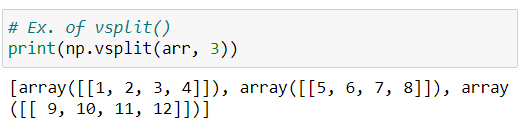 # Ex. of vsplit()
print(np.vsplit(arr, 3))
[array([[1, 2, 3, 4]]), array([[5, 6, 7, 8]]), array
([[ 9, 10, 11, 12]])]